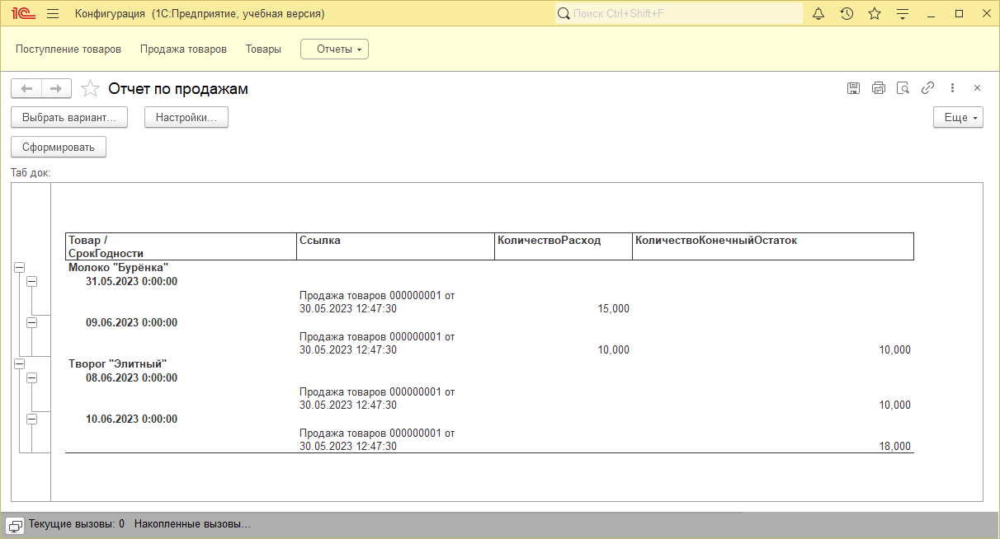 1С Конфигурация (1С:Предприятие, учебная версия) Поиск Ctrl+Shift+F
Поступление товаров Продажа товаров Товары Отчеты
Отчет по продажам
Выбрать вариант... Настройки... Еще
Сформировать
Таб док:
Товар / Ссылка КоличествоРасход КоличествоКонечныйОстаток
СрокГодности
Молоко "Бурёнка"
31.05.2023 0:00:00
Продажа товаров 000000001 от
30.05.2023 12:47:30 15,000
09.06.2023 0:00:00
Продажа товаров 000000001 от
30.05.2023 12:47:30 10,000 10,000
Творог "Элитный"
08.06.2023 0:00:00
Продажа товаров 000000001 от
30.05.2023 12:47:30 10,000
10.06.2023 0:00:00
Продажа товаров 000000001 от
30.05.2023 12:47:30 18,000
Текущие вызовы: 0 Накопленные вызовы...